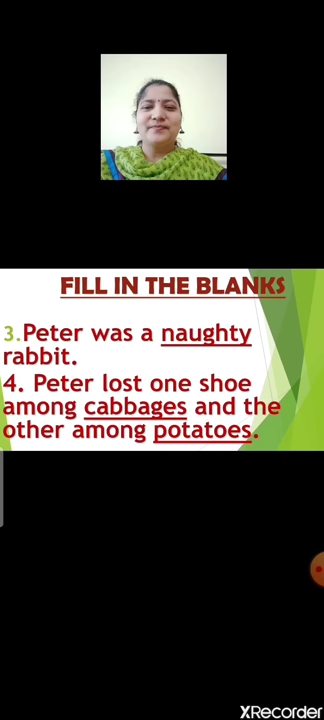 FILL IN THE BLANKS
3.Peter was a naughty
rabbit.
4. Peter lost one shoe
among cabbages and the
other among potatoes.
XRecorder